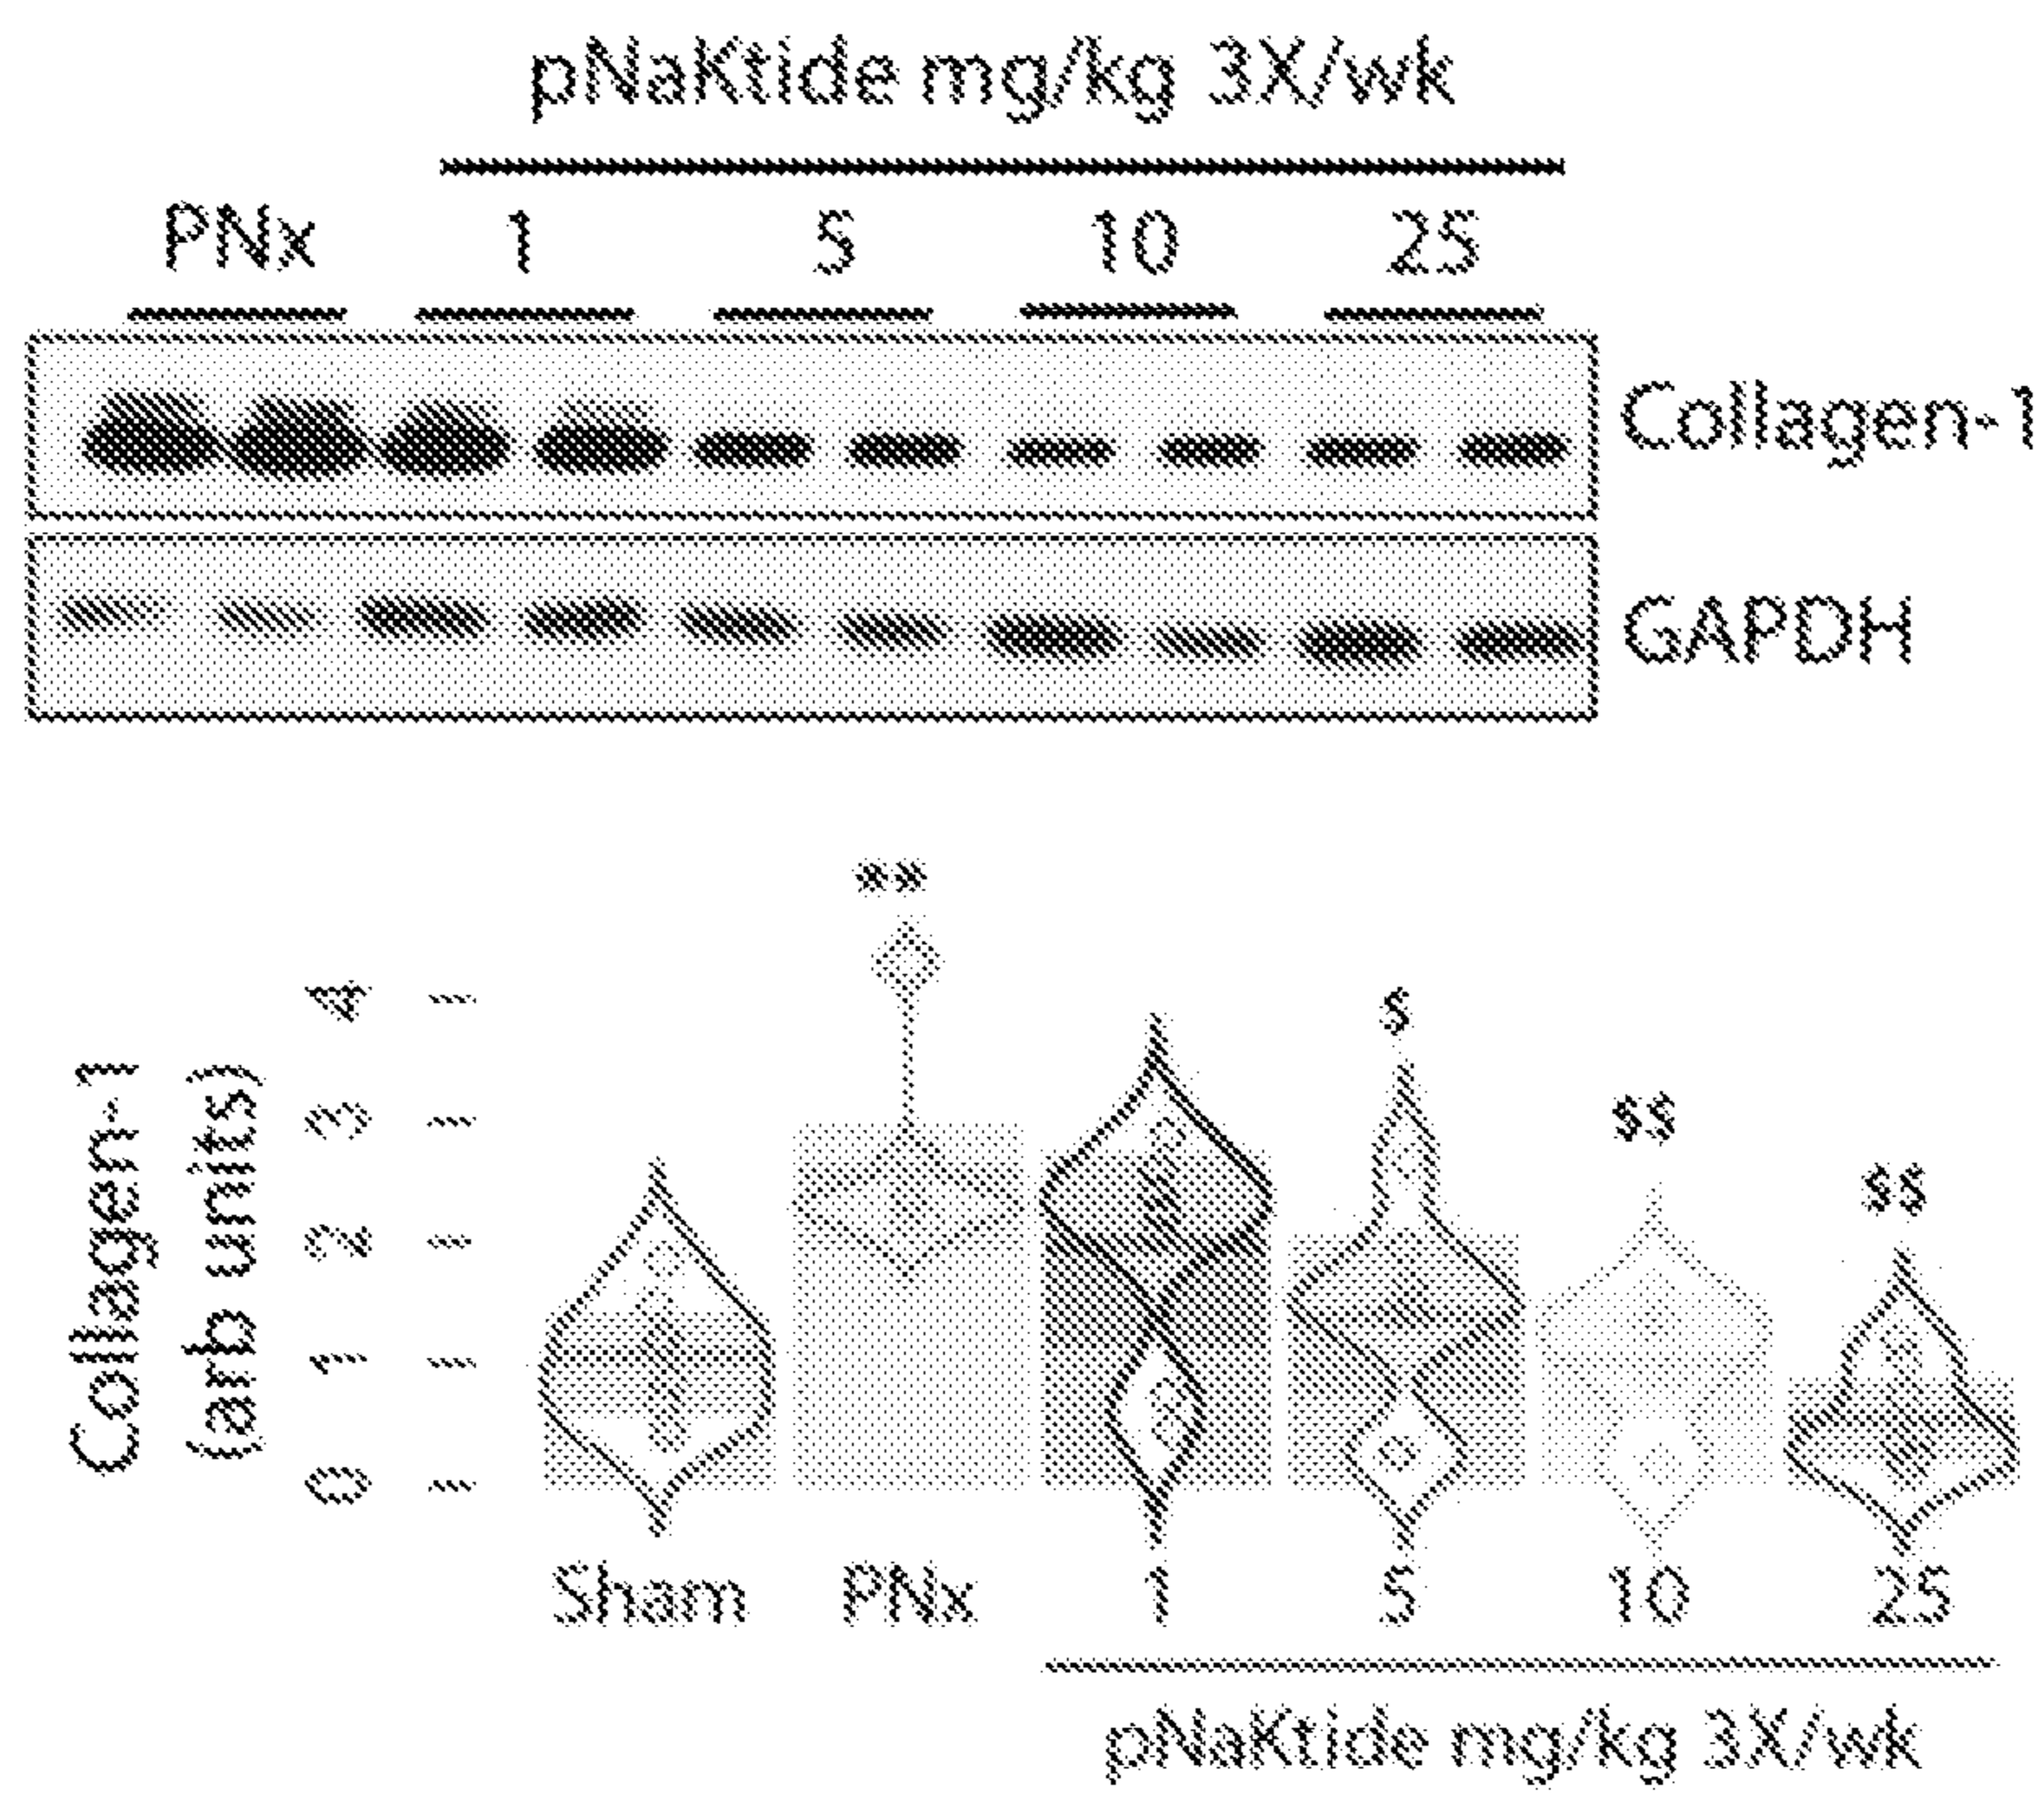 pNaKtide mg/kg 3X/wk
PNx 1 5 10 25
Collagen-1
GAPDH
Collagen-1
(arb units)
4
3
2
1
0
**
$
$$
$$
Sham PNx 1 5 10 25
pNaKtide mg/kg 3X/wk